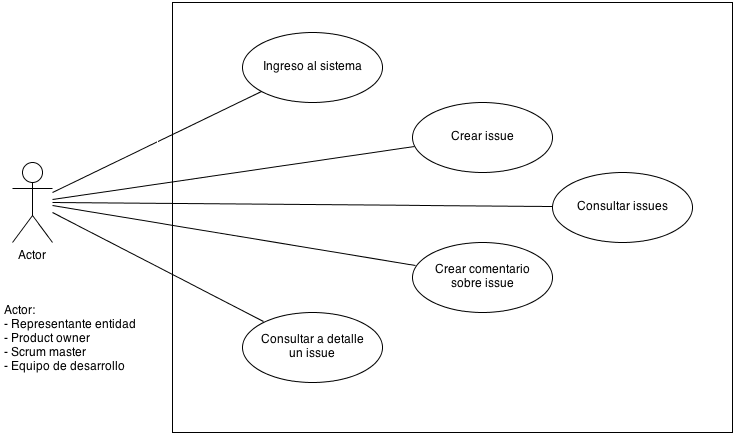 Ingreso al sistema
Crear issue
Consultar issues
Actor
Crear comentario
sobre issue
Actor:
- Representante entidad
- Product owner
- Scrum master
- Equipo de desarrollo
Consultar a detalle
un issue